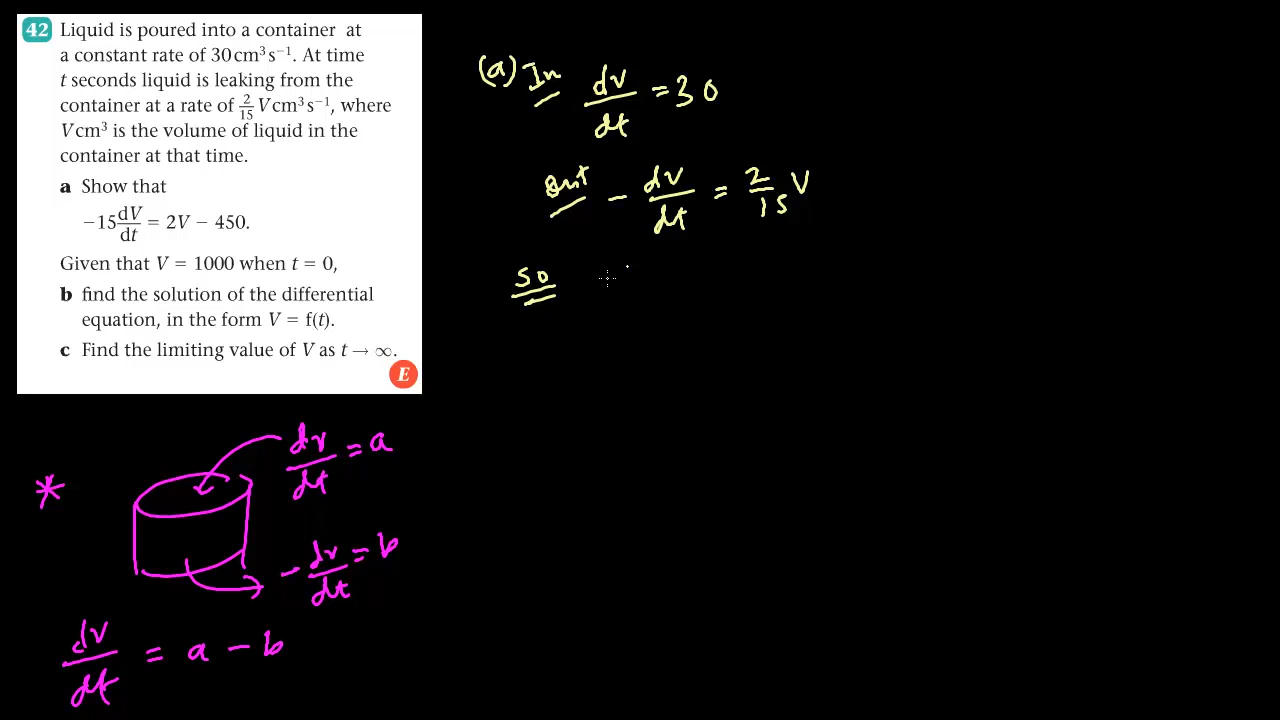 42 Liquid is poured into a container at
a constant rate of 30 cm³ s⁻¹. At time
t seconds liquid is leaking from the
container at a rate of 2/15 V cm³ s⁻¹, where
V cm³ is the volume of liquid in the
container at that time.
a Show that
−15 dV/dt = 2V − 450.
Given that V = 1000 when t = 0,
b find the solution of the differential
equation, in the form V = f(t).
c Find the limiting value of V as t → ∞.
E
* dv/dt = a
- dv/dt = b
dv/dt = a - b
(a) In dv/dt = 30
out - dv/dt = 2/15 V
so